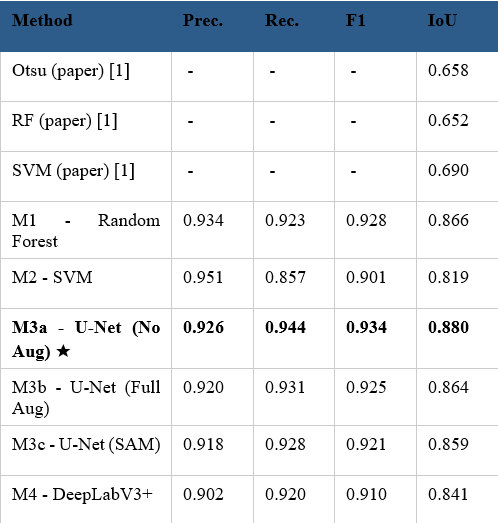 Method Prec. Rec. F1 IoU
Otsu (paper) [1] - - - 0.658
RF (paper) [1] - - - 0.652
SVM (paper) [1] - - - 0.690
M1 - Random 0.934 0.923 0.928 0.866
Forest
M2 - SVM 0.951 0.857 0.901 0.819
M3a - U-Net (No 0.926 0.944 0.934 0.880
Aug) ★
M3b - U-Net (Full 0.920 0.931 0.925 0.864
Aug)
M3c - U-Net (SAM) 0.918 0.928 0.921 0.859
M4 - DeepLabV3+ 0.902 0.920 0.910 0.841